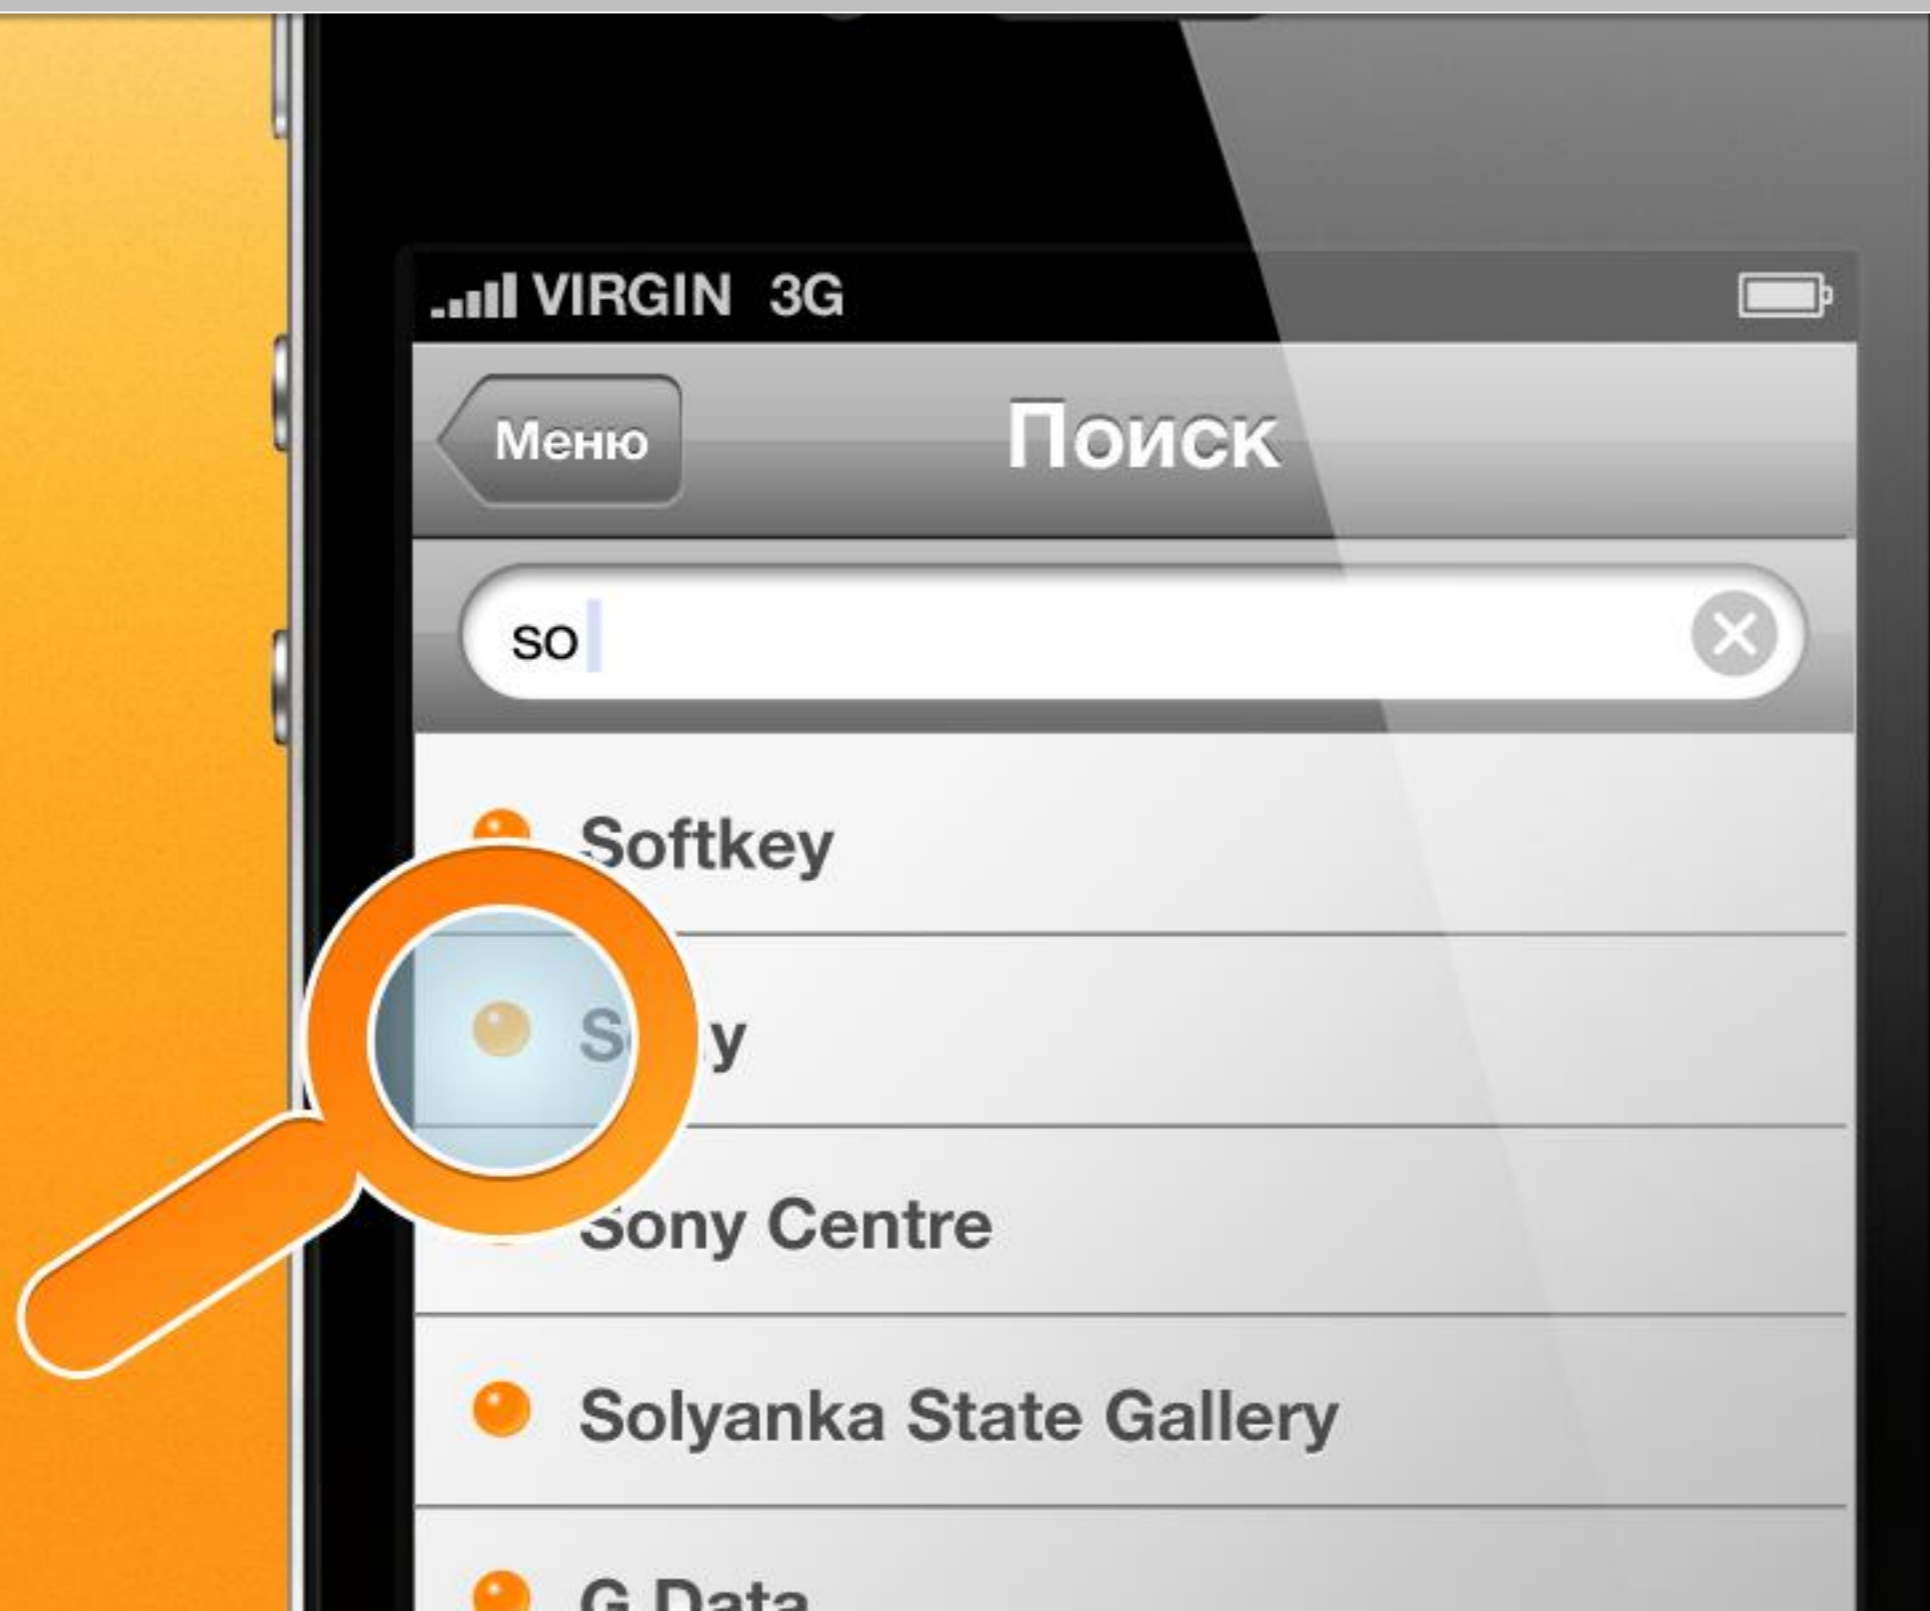 VIRGIN 3G
Меню
Поиск
so
Softkey
Sony Centre
Solyanka State Gallery
G Data